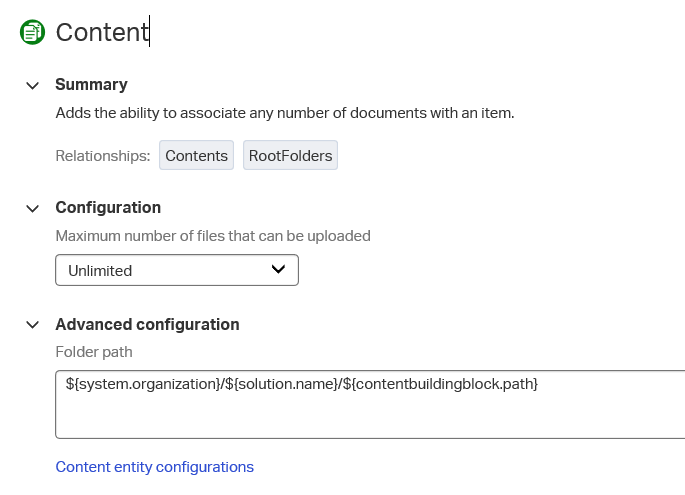 Content
Summary
Adds the ability to associate any number of documents with an item.
Relationships: Contents RootFolders
Configuration
Maximum number of files that can be uploaded
Unlimited
Advanced configuration
Folder path
${system.organization}/${solution.name}/${contentbuildingblock.path}
Content entity configurations